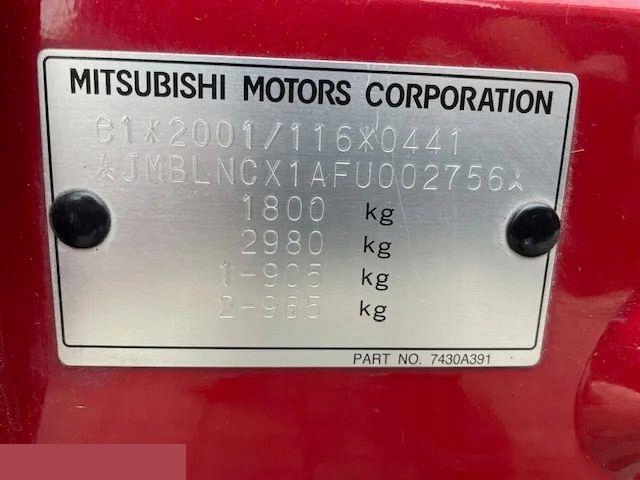 MITSUBISHI MOTORS CORPORATION
e1*2001/116*0441
*JMBLNCX1AFU002756*
1800 kg
2980 kg
1-905 kg
2-965 kg
PART NO. 7430A391